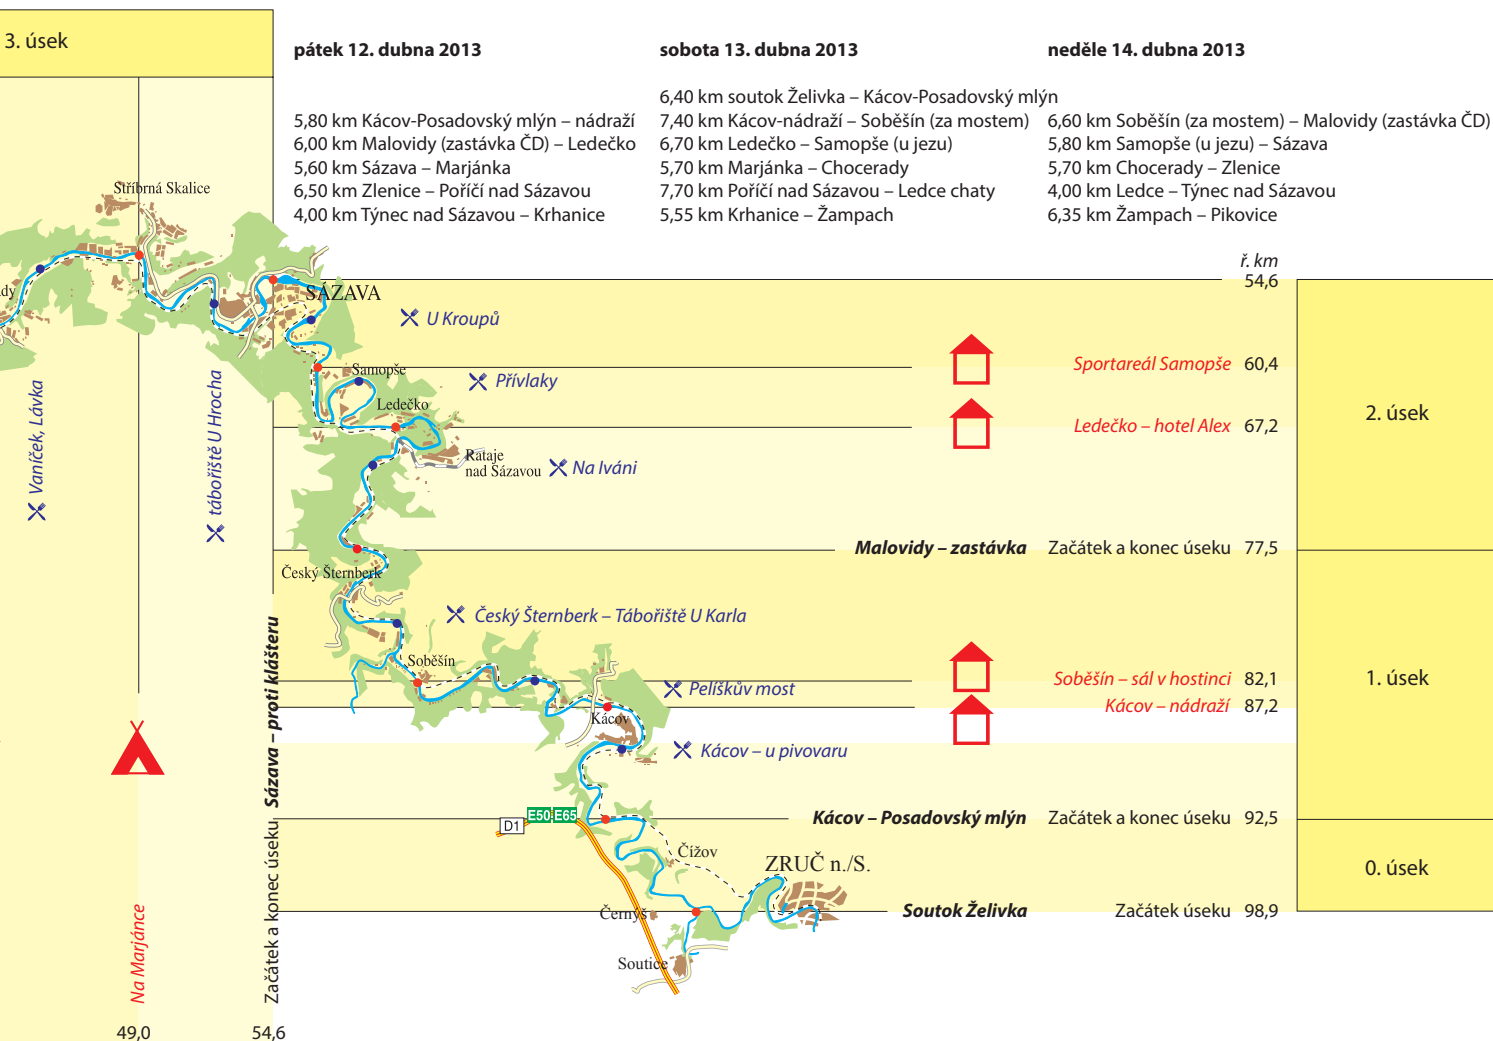 3. úsek
pátek 12. dubna 2013
5,80 km Kácov-Posadovský mlýn – nádraží
6,00 km Malovidy (zastávka ČD) – Ledečko
5,60 km Sázava – Marjánka
6,50 km Zlenice – Poříčí nad Sázavou
4,00 km Týnec nad Sázavou – Krhanice
sobota 13. dubna 2013
6,40 km soutok Želivka – Kácov-Posadovský mlýn
7,40 km Kácov-nádraží – Soběšín (za mostem)
6,70 km Ledečko – Samopše (u jezu)
5,70 km Marjánka – Chocerady
7,70 km Poříčí nad Sázavou – Ledce chaty
5,55 km Krhanice – Žampach
neděle 14. dubna 2013
6,60 km Soběšín (za mostem) – Malovidy (zastávka ČD)
5,80 km Samopše (u jezu) – Sázava
5,70 km Chocerady – Zlenice
4,00 km Ledce – Týnec nad Sázavou
6,35 km Žampach – Pikovice
ř. km
54,6
Stříbrná Skalice
ady
SÁZAVA
U Kroupů
Sportareál Samopše 60,4
Samopše
Přívlaky
Ledečko
Ledečko – hotel Alex 67,2
2. úsek
Rataje
nad Sázavou
Na Iváni
Vaníček, Lávka
tábořiště U Hrocha
Malovidy – zastávka Začátek a konec úseku 77,5
Český Šternberk
Český Šternberk – Tábořiště U Karla
Soběšín
Soběšín – sál v hostinci 82,1
1. úsek
Pelíškův most
Kácov – nádraží 87,2
Kácov
Kácov – u pivovaru
E50 E65
D1
Kácov – Posadovský mlýn Začátek a konec úseku 92,5
Čížov
ZRUČ n./S.
0. úsek
Černýš
Soutok Želivka Začátek úseku 98,9
Soutice
Na Marjánce
Začátek a konec úseku Sázava – proti klášteru
49,0
54,6